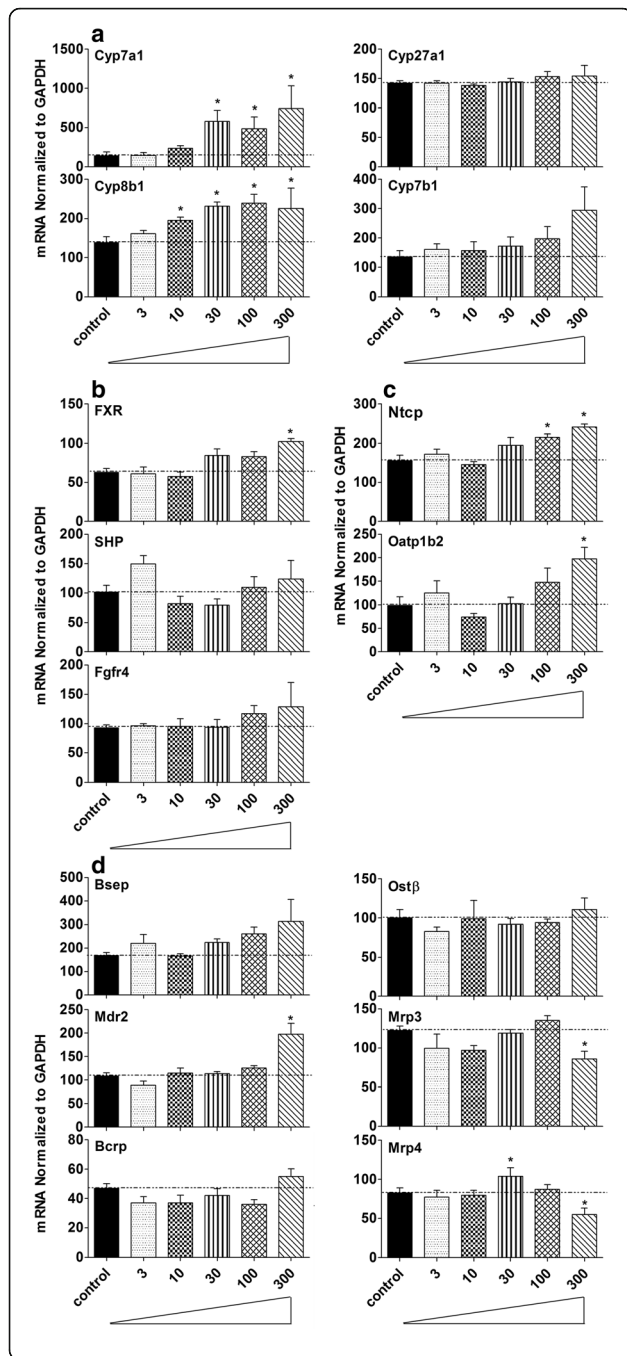 a
Cyp7a1
1500
1000
500
0
* * *
Cyp27a1
200
150
100
50
0
mRNA Normalized to GAPDH
Cyp8b1
300
200
100
0
* * * *
Cyp7b1
400
300
200
100
0
control 3 10 30 100 300
control 3 10 30 100 300
b
FXR
150
100
50
0
*
c
Ntcp
300
200
100
0
* *
mRNA Normalized to GAPDH
SHP
200
150
100
50
0
mRNA Normalized to GAPDH
Oatp1b2
250
200
150
100
50
0
*
control 3 10 30 100 300
Fgfr4
200
150
100
50
0
control 3 10 30 100 300
d
Bsep
500
400
300
200
100
0
Ostβ
150
100
50
0
mRNA Normalized to GAPDH
Mdr2
250
200
150
100
50
0
*
Mrp3
150
100
50
0
*
Bcrp
80
60
40
20
0
Mrp4
150
100
50
0
* *
control 3 10 30 100 300
control 3 10 30 100 300